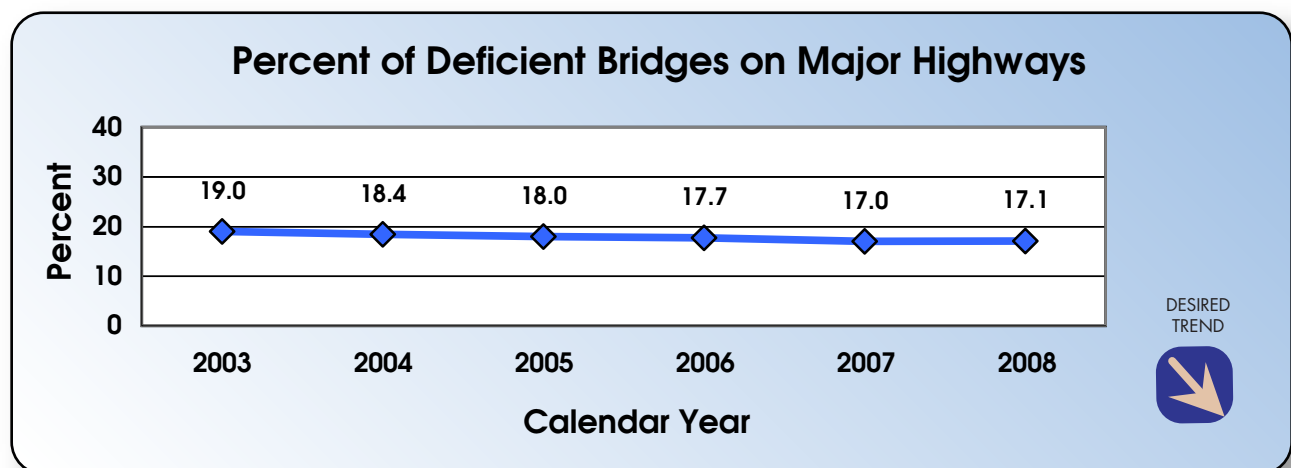 Percent of Deficient Bridges on Major Highways
Percent
40
30
20
10
0
19.0 18.4 18.0 17.7 17.0 17.1
2003 2004 2005 2006 2007 2008
Calendar Year
DESIRED
TREND